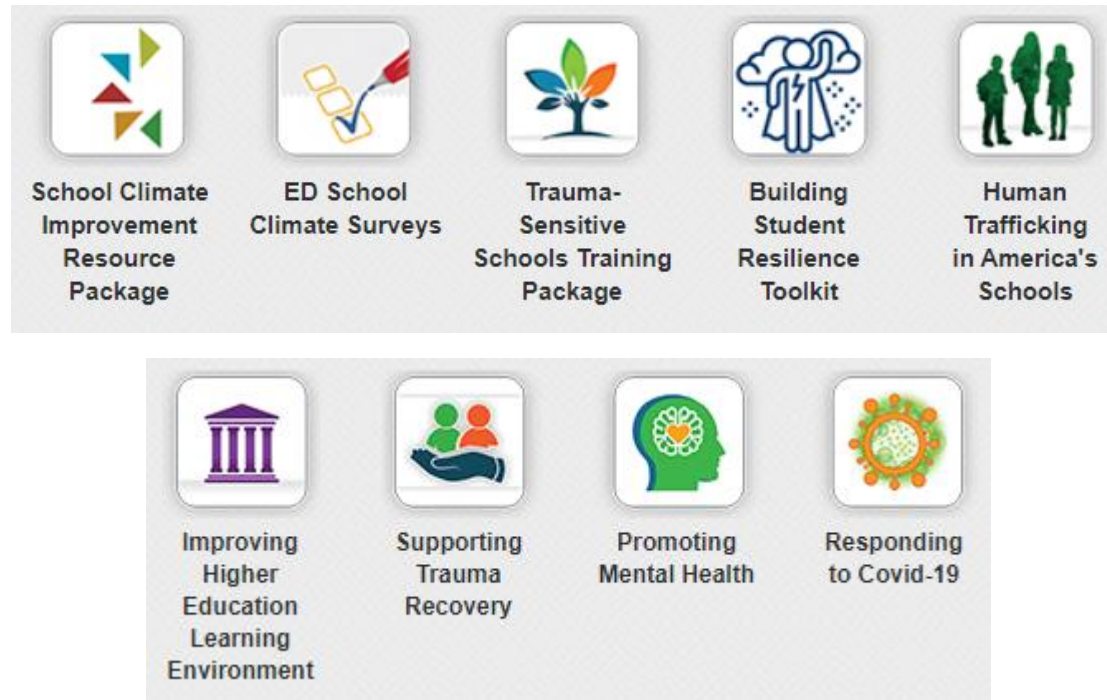 School Climate
Improvement
Resource
Package
ED School
Climate Surveys
Trauma-
Sensitive
Schools Training
Package
Building
Student
Resilience
Toolkit
Human
Trafficking
in America's
Schools
Improving
Higher
Education
Learning
Environment
Supporting
Trauma
Recovery
Promoting
Mental Health
Responding
to Covid-19